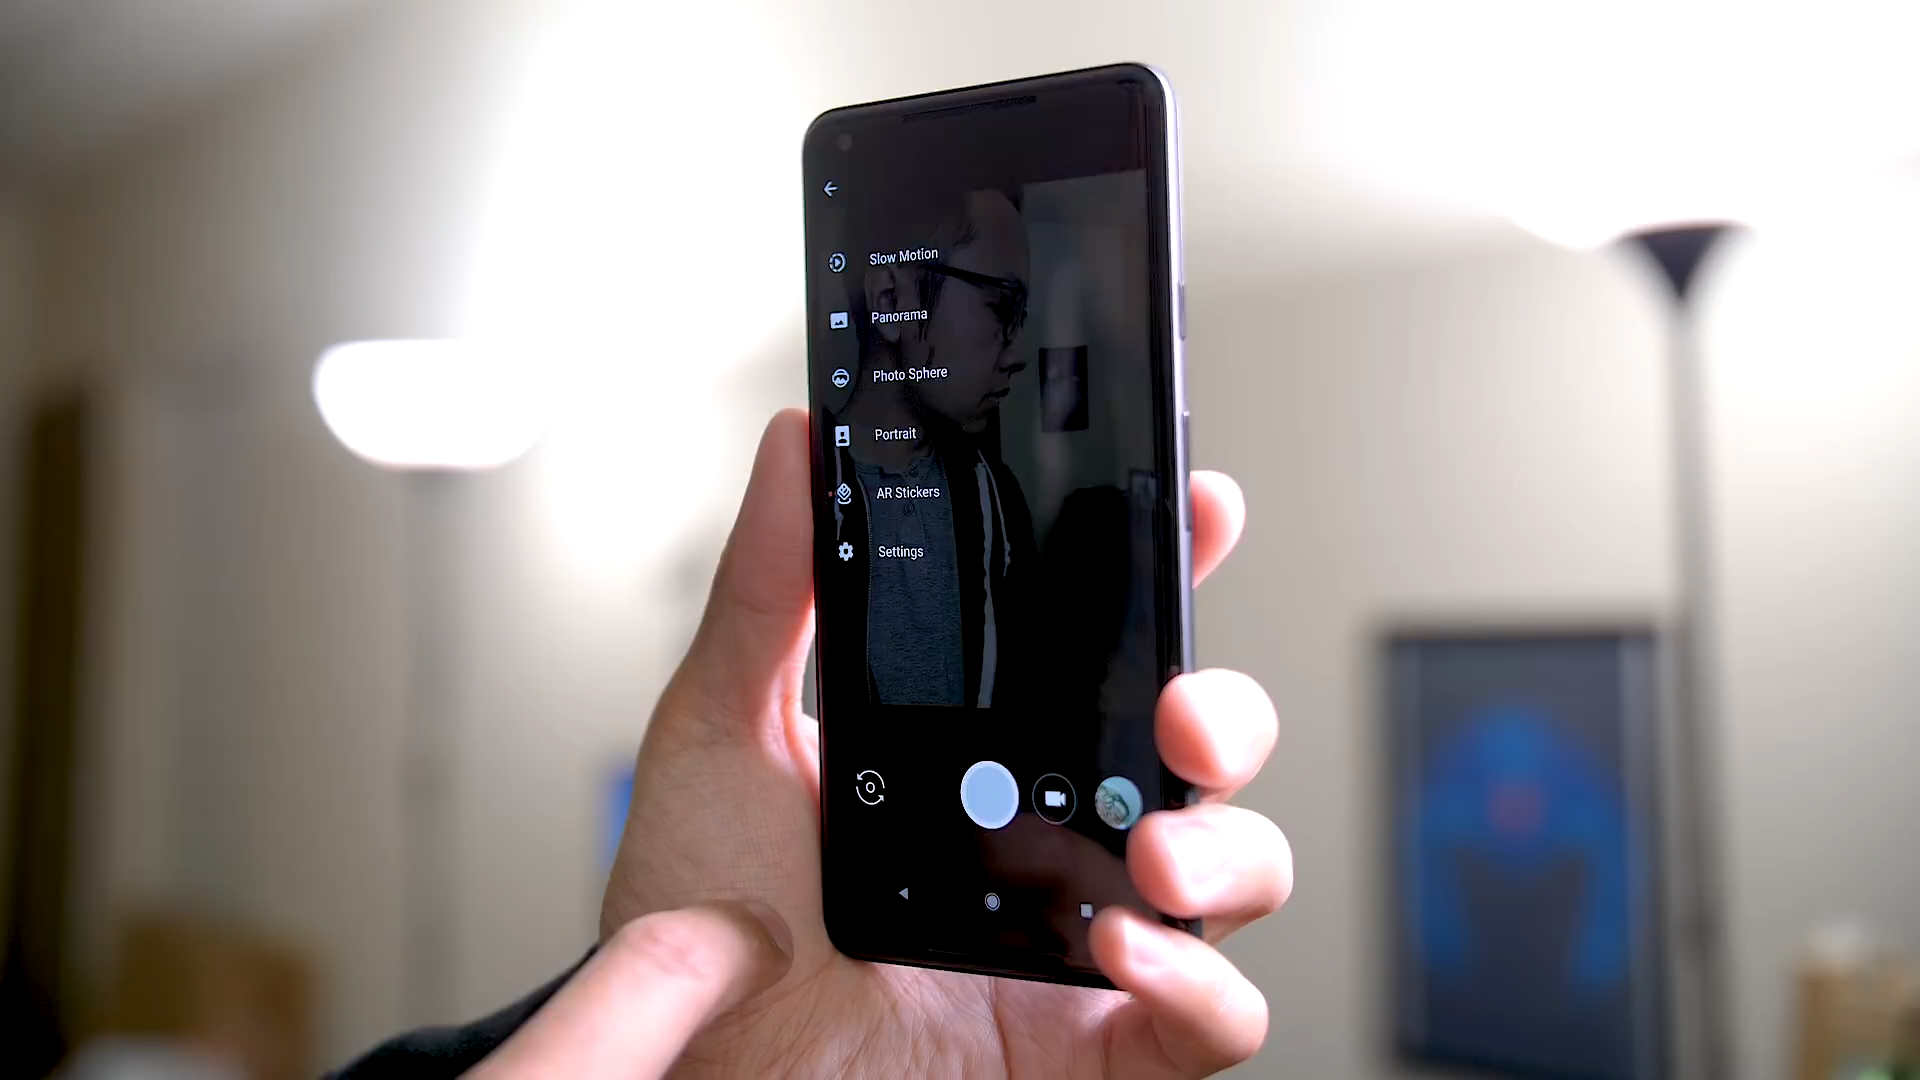 Slow Motion
Panorama
Photo Sphere
Portrait
AR Stickers
Settings